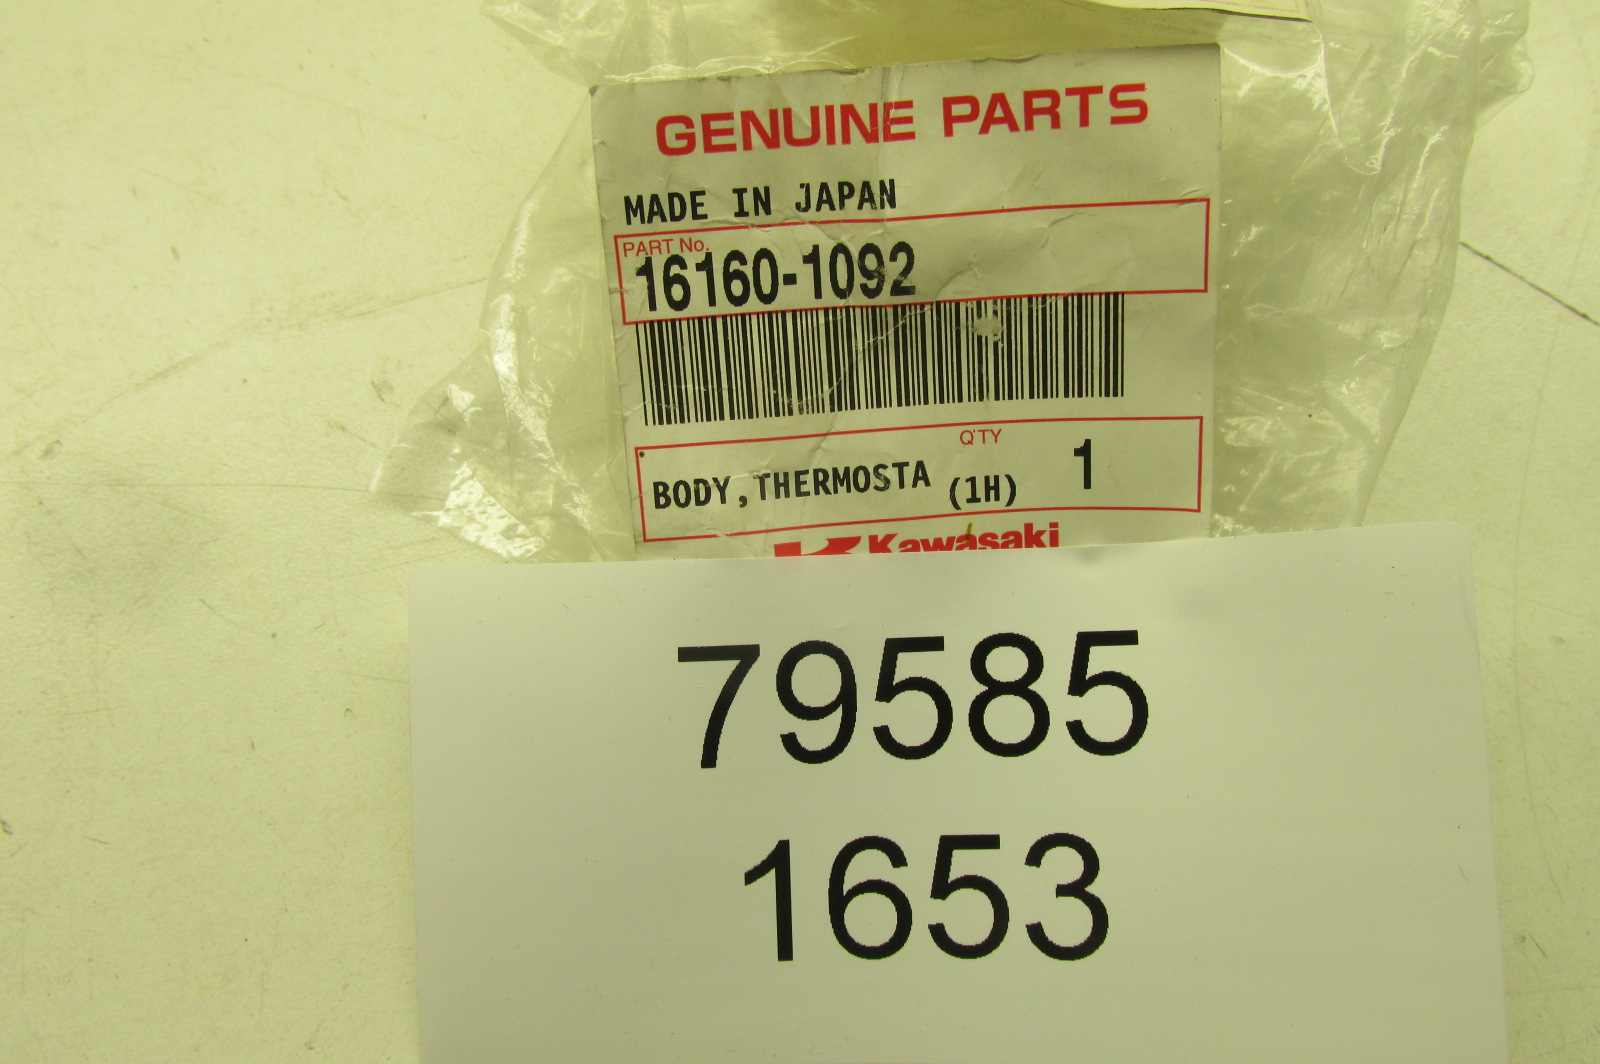 GENUINE PARTS
MADE IN JAPAN
PART No.
16160-1092
Q'TY
BODY,THERMOSTA (1H) 1
Kawasaki
79585
1653